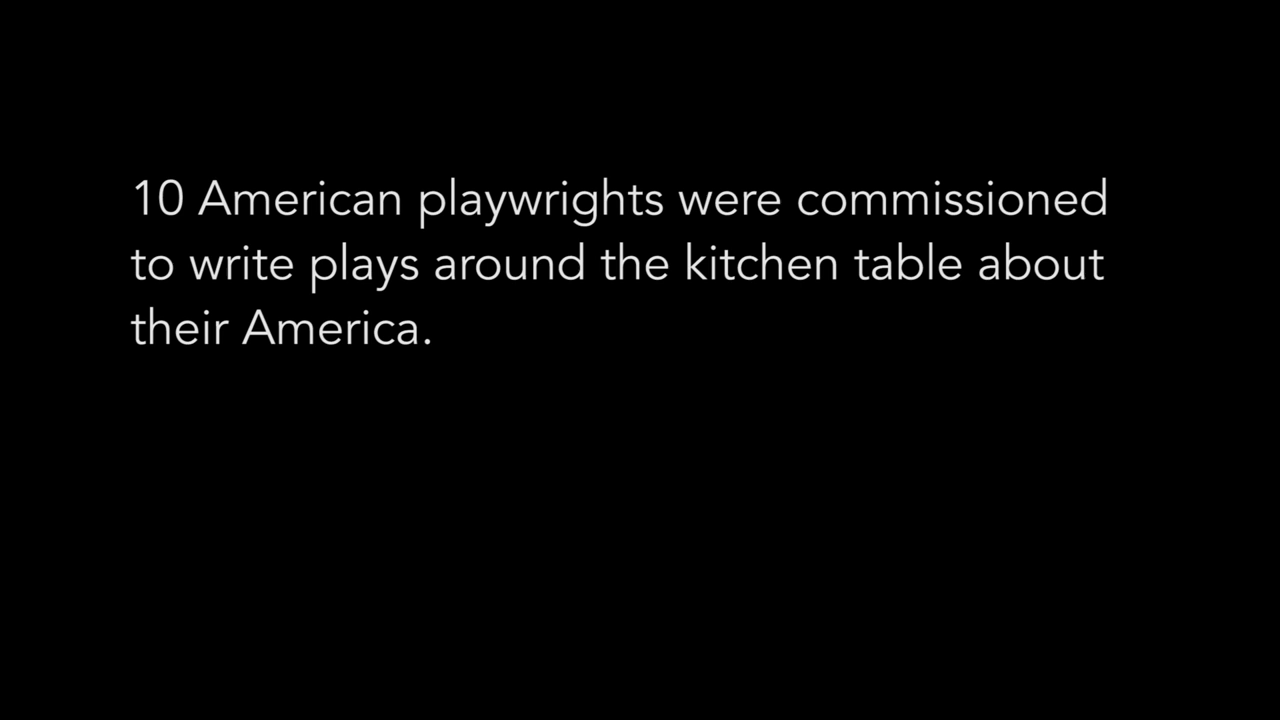 10 American playwrights were commissioned
to write plays around the kitchen table about
their America.